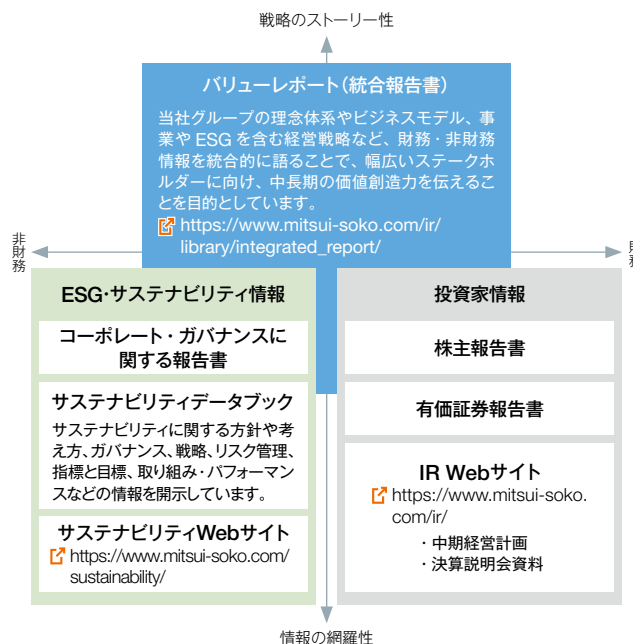 戦略のストーリー性
バリューレポート(統合報告書)
当社グループの理念体系やビジネスモデル、事
業や ESG を含む経営戦略など、財務・非財務
情報を統合的に語ることで、幅広いステークホ
ルダーに向け、中長期の価値創造力を伝えるこ
とを目的としています。
https://www.mitsui-soko.com/ir/
library/integrated_report/
非財務
財務
ESG・サステナビリティ情報
コーポレート・ガバナンスに
関する報告書
サステナビリティデータブック
サステナビリティに関する方針や考
え方、ガバナンス、戦略、リスク管理、
指標と目標、取り組み・パフォーマン
スなどの情報を開示しています。
サステナビリティWebサイト
https://www.mitsui-soko.com/
sustainability/
投資家情報
株主報告書
有価証券報告書
IR Webサイト
https://www.mitsui-soko.
com/ir/
・中期経営計画
・決算説明会資料
情報の網羅性